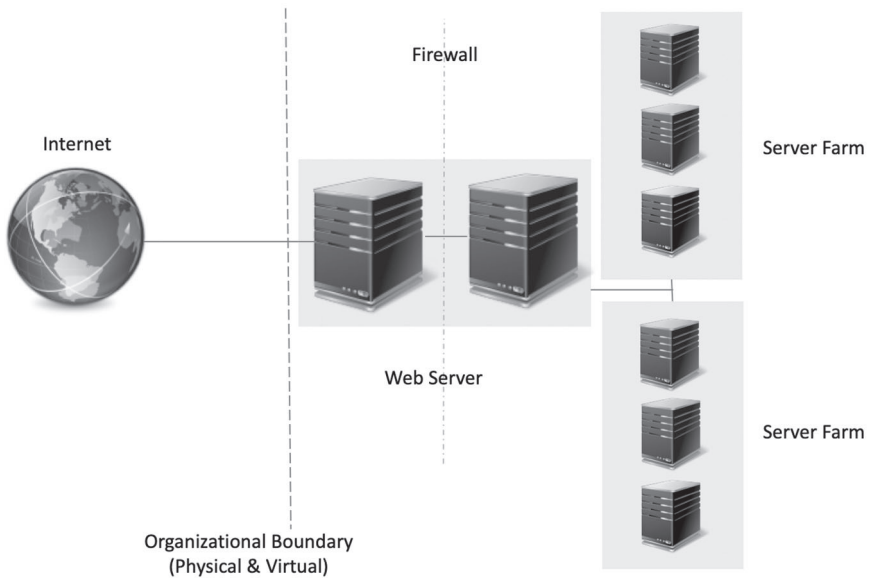 Firewall
Internet
Server Farm
Web Server
Server Farm
Organizational Boundary
(Physical & Virtual)